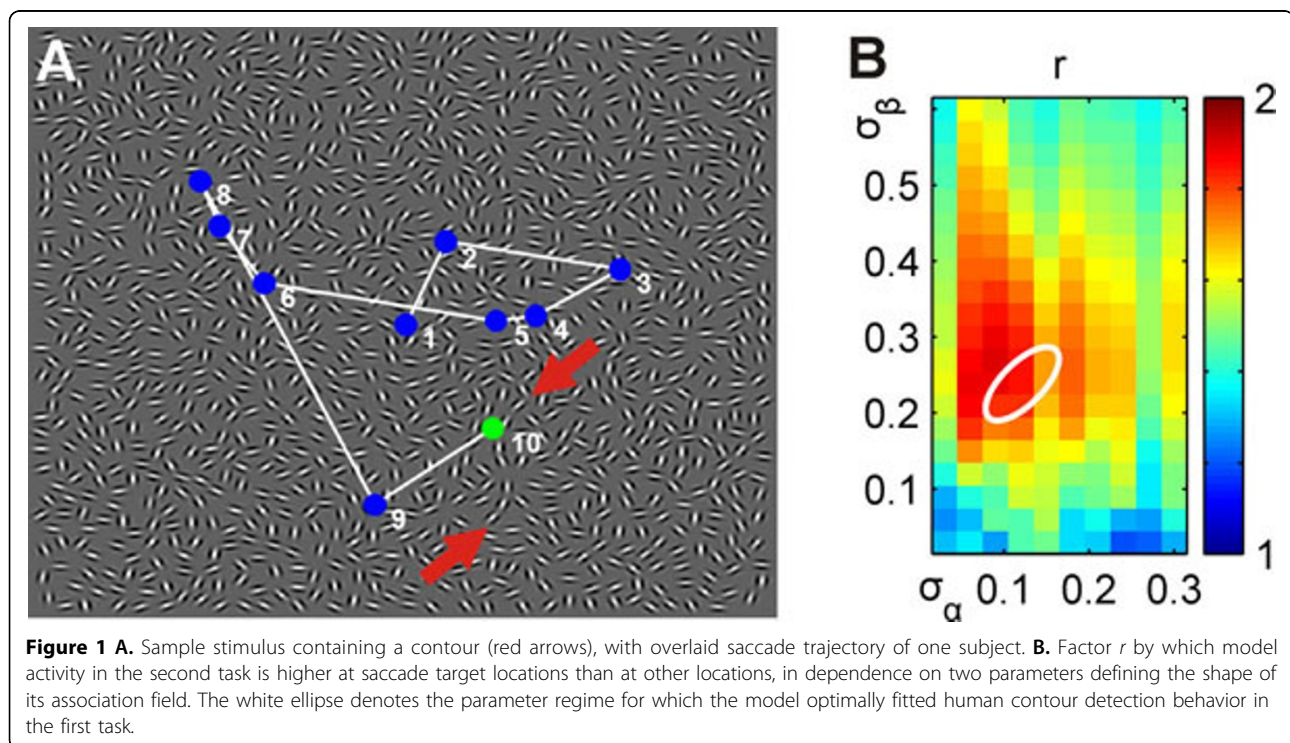 A
8
7
6
2
3
1
5
4
10
9
B
r
σβ
0.5
0.4
0.3
0.2
0.1
σα 0.1 0.2 0.3
2
1
Figure 1 A. Sample stimulus containing a contour (red arrows), with overlaid saccade trajectory of one subject. B. Factor r by which model
activity in the second task is higher at saccade target locations than at other locations, in dependence on two parameters defining the shape of
its association field. The white ellipse denotes the parameter regime for which the model optimally fitted human contour detection behavior in
the first task.